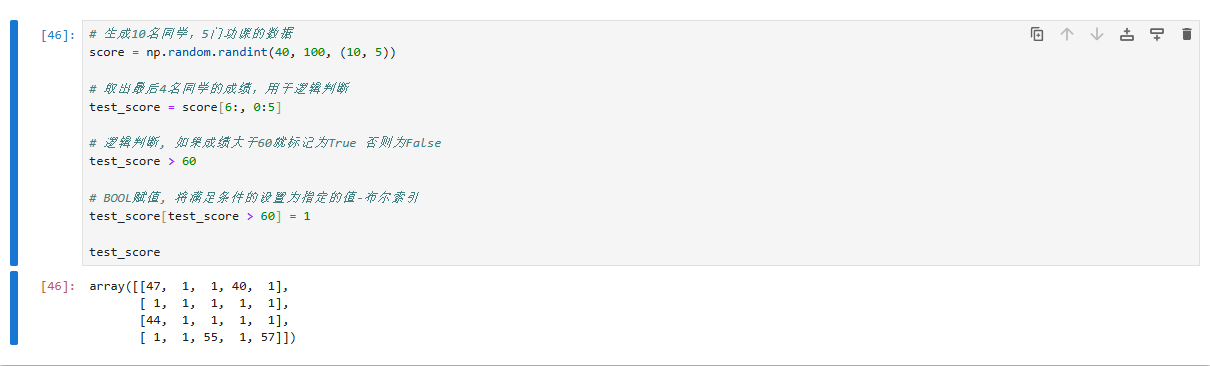 [46]:
# 生成10名同学，5门功课的数据
score = np.random.randint(40, 100, (10, 5))
# 取出最后4名同学的成绩，用于逻辑判断
test_score = score[6:, 0:5]
# 逻辑判断, 如果成绩大于60就标记为True 否则为False
test_score > 60
# BOOL赋值, 将满足条件的设置为指定的值-布尔索引
test_score[test_score > 60] = 1
test_score
[46]:
array([[47,  1,  1, 40,  1],
       [ 1,  1,  1,  1,  1],
       [44,  1,  1,  1,  1],
       [ 1,  1, 55,  1, 57]])